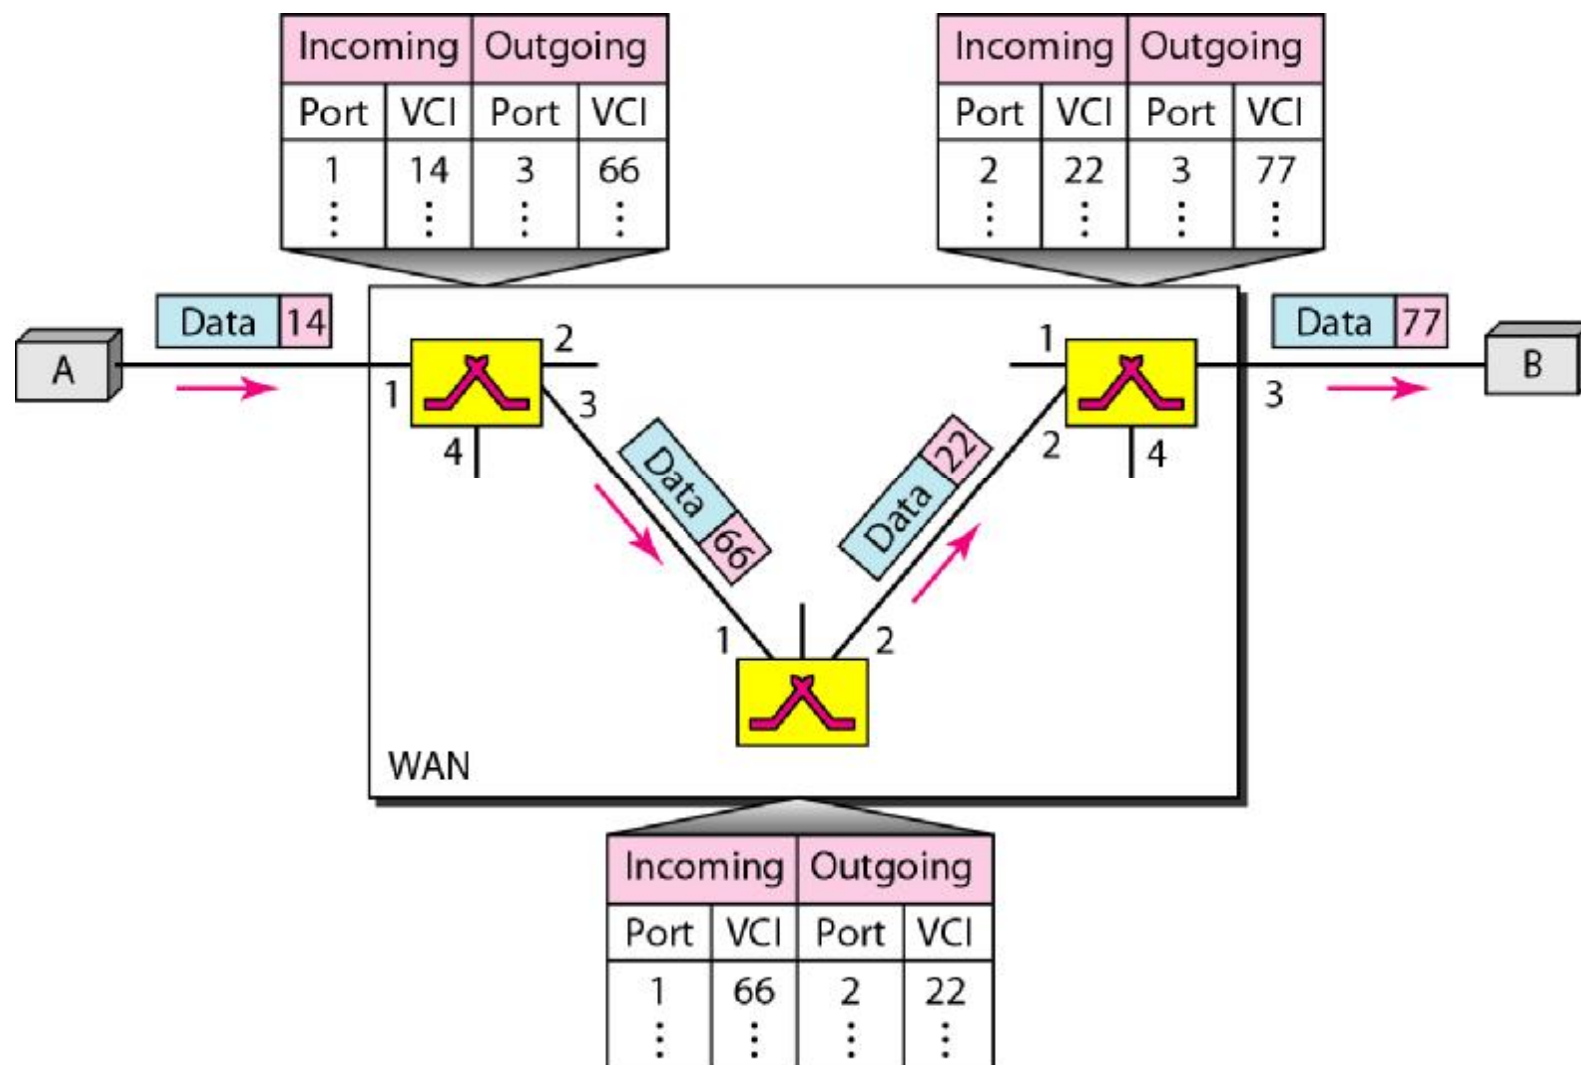 Incoming Outgoing
Port VCI Port VCI
1 14 3 66
⋮ ⋮ ⋮ ⋮
Incoming Outgoing
Port VCI Port VCI
2 22 3 77
⋮ ⋮ ⋮ ⋮
Data 14
A
1
2
3
4
Data 66
Data 22
1
2
3
4
Data 77
B
1
2
WAN
Incoming Outgoing
Port VCI Port VCI
1 66 2 22
⋮ ⋮ ⋮ ⋮